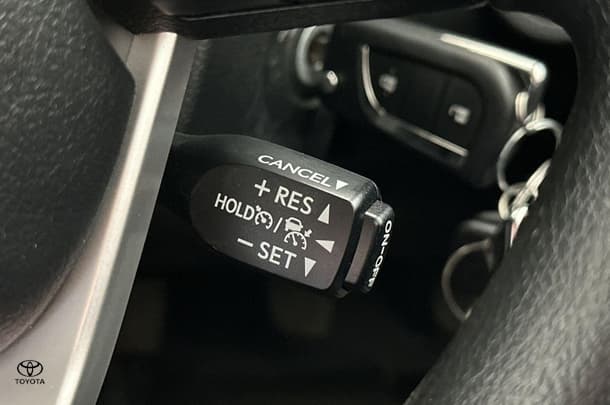 CANCEL▼
+ RES ▲
HOLD /
– SET ▼
ON-OFF
TOYOTA